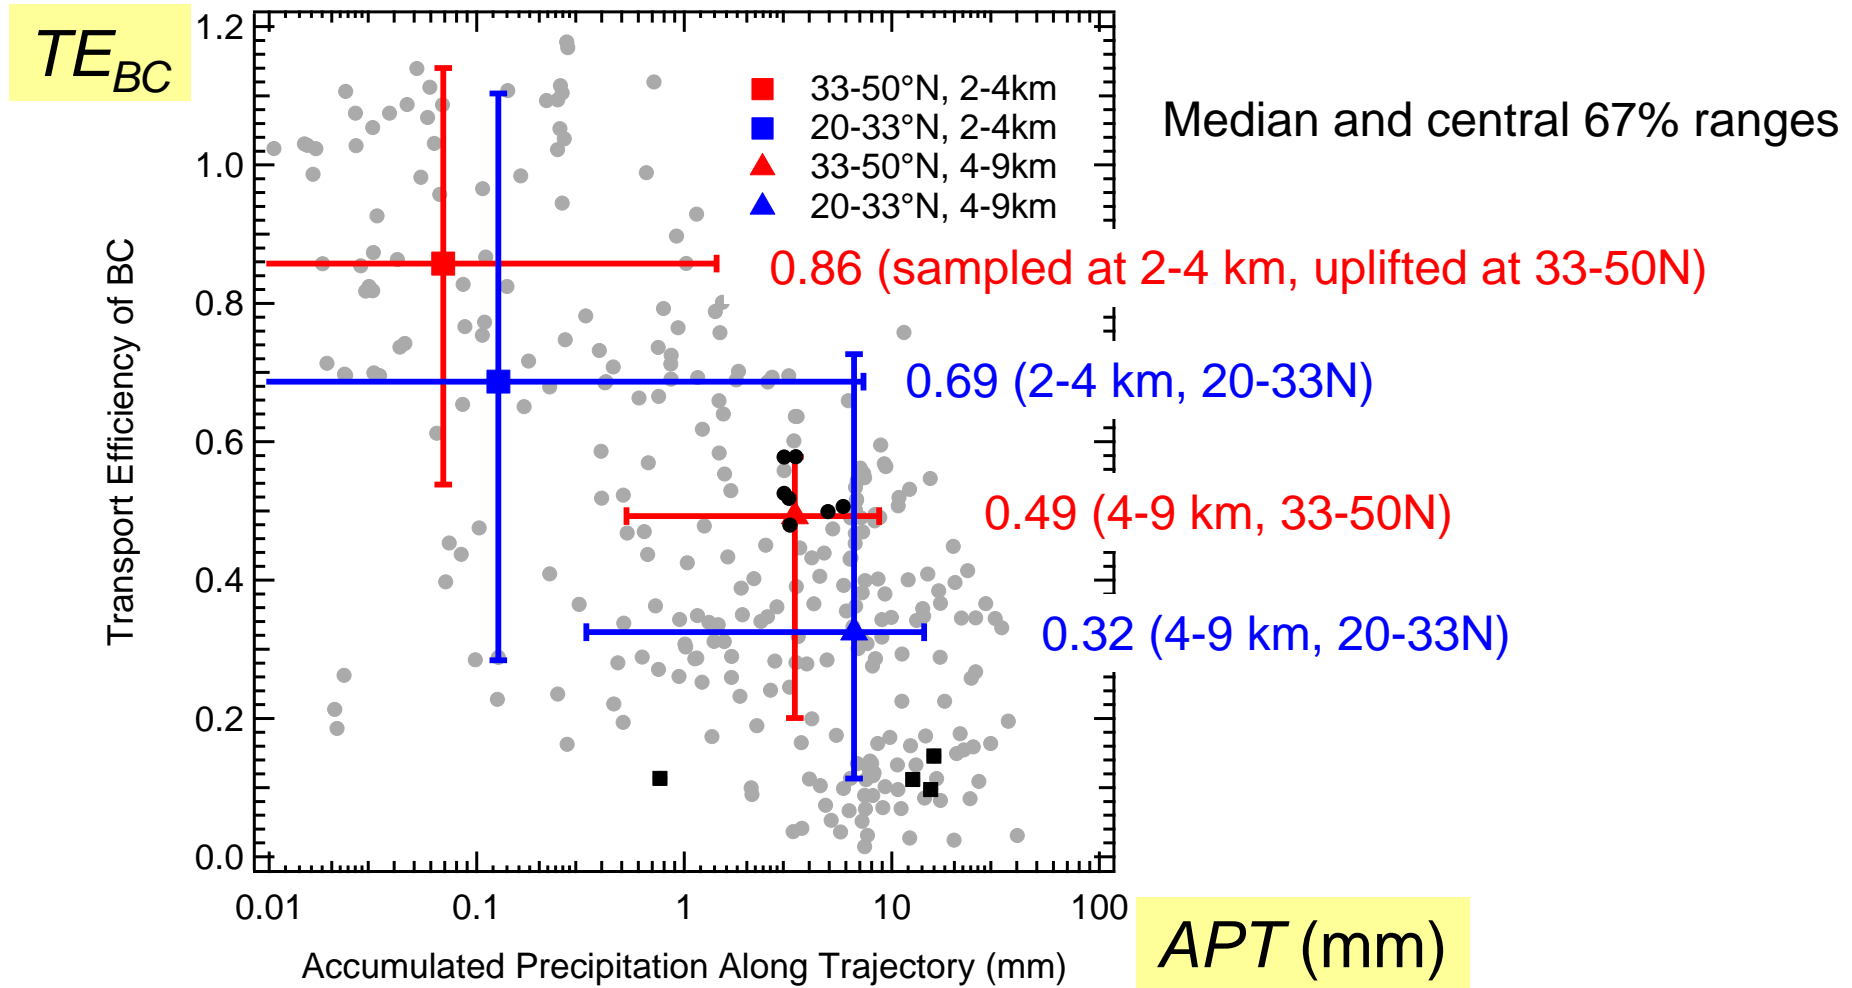 TE_BC
Transport Efficiency of BC
1.2
1.0
0.8
0.6
0.4
0.2
0.0
33-50°N, 2-4km
20-33°N, 2-4km
33-50°N, 4-9km
20-33°N, 4-9km
Median and central 67% ranges
0.86 (sampled at 2-4 km, uplifted at 33-50N)
0.69 (2-4 km, 20-33N)
0.49 (4-9 km, 33-50N)
0.32 (4-9 km, 20-33N)
0.01 0.1 1 10 100
Accumulated Precipitation Along Trajectory (mm)
APT (mm)